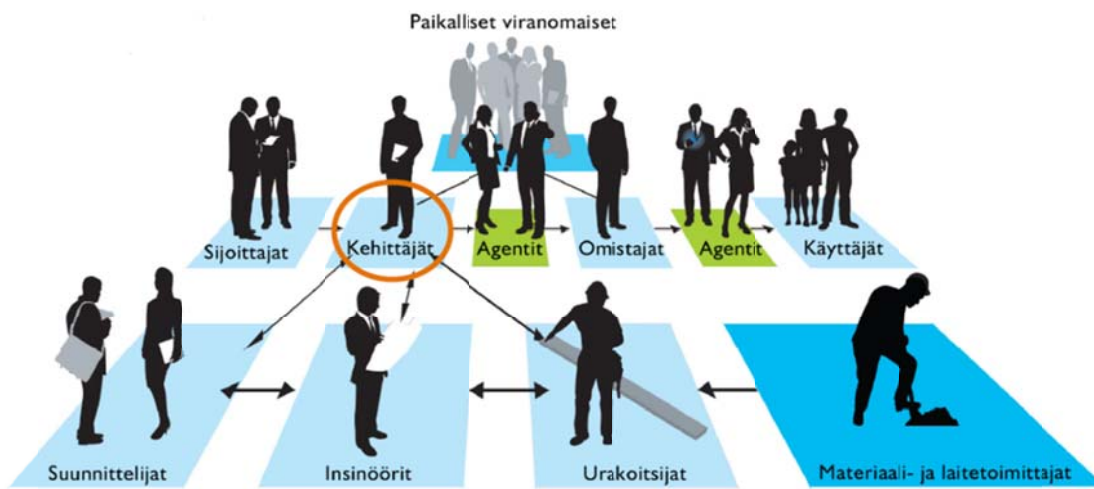 Paikalliset viranomaiset
Sijoittajat
Kehittäjät
Agentit
Omistajat
Agentit
Käyttäjät
Suunnittelijat
Insinöörit
Urakoitsijat
Materiaali- ja laitetoimittajat